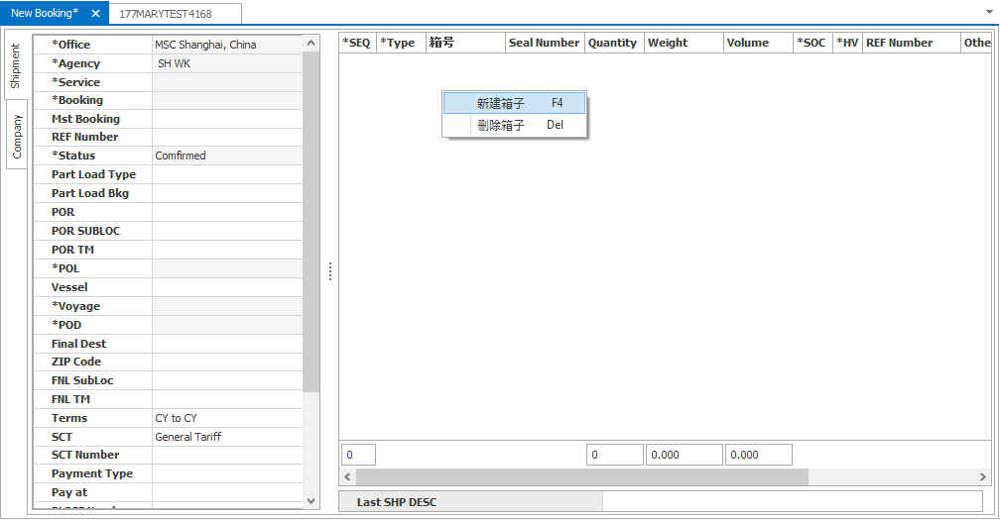 New Booking* × 177MARYTEST4168
Shipment
Company
*Office MSC Shanghai, China
*Agency SH WK
*Service
*Booking
Mst Booking
REF Number
*Status Comfirmed
Part Load Type
Part Load Bkg
POR
POR SUBLOC
POR TM
*POL
Vessel
*Voyage
*POD
Final Dest
ZIP Code
FNL SubLoc
FNL TM
Terms CY to CY
SCT General Tariff
SCT Number
Payment Type
Pay at
*SEQ *Type 箱号 Seal Number Quantity Weight Volume *SOC *HV REF Number Othe
新建箱子 F4
删除箱子 Del
0 0 0.000 0.000
Last SHP DESC